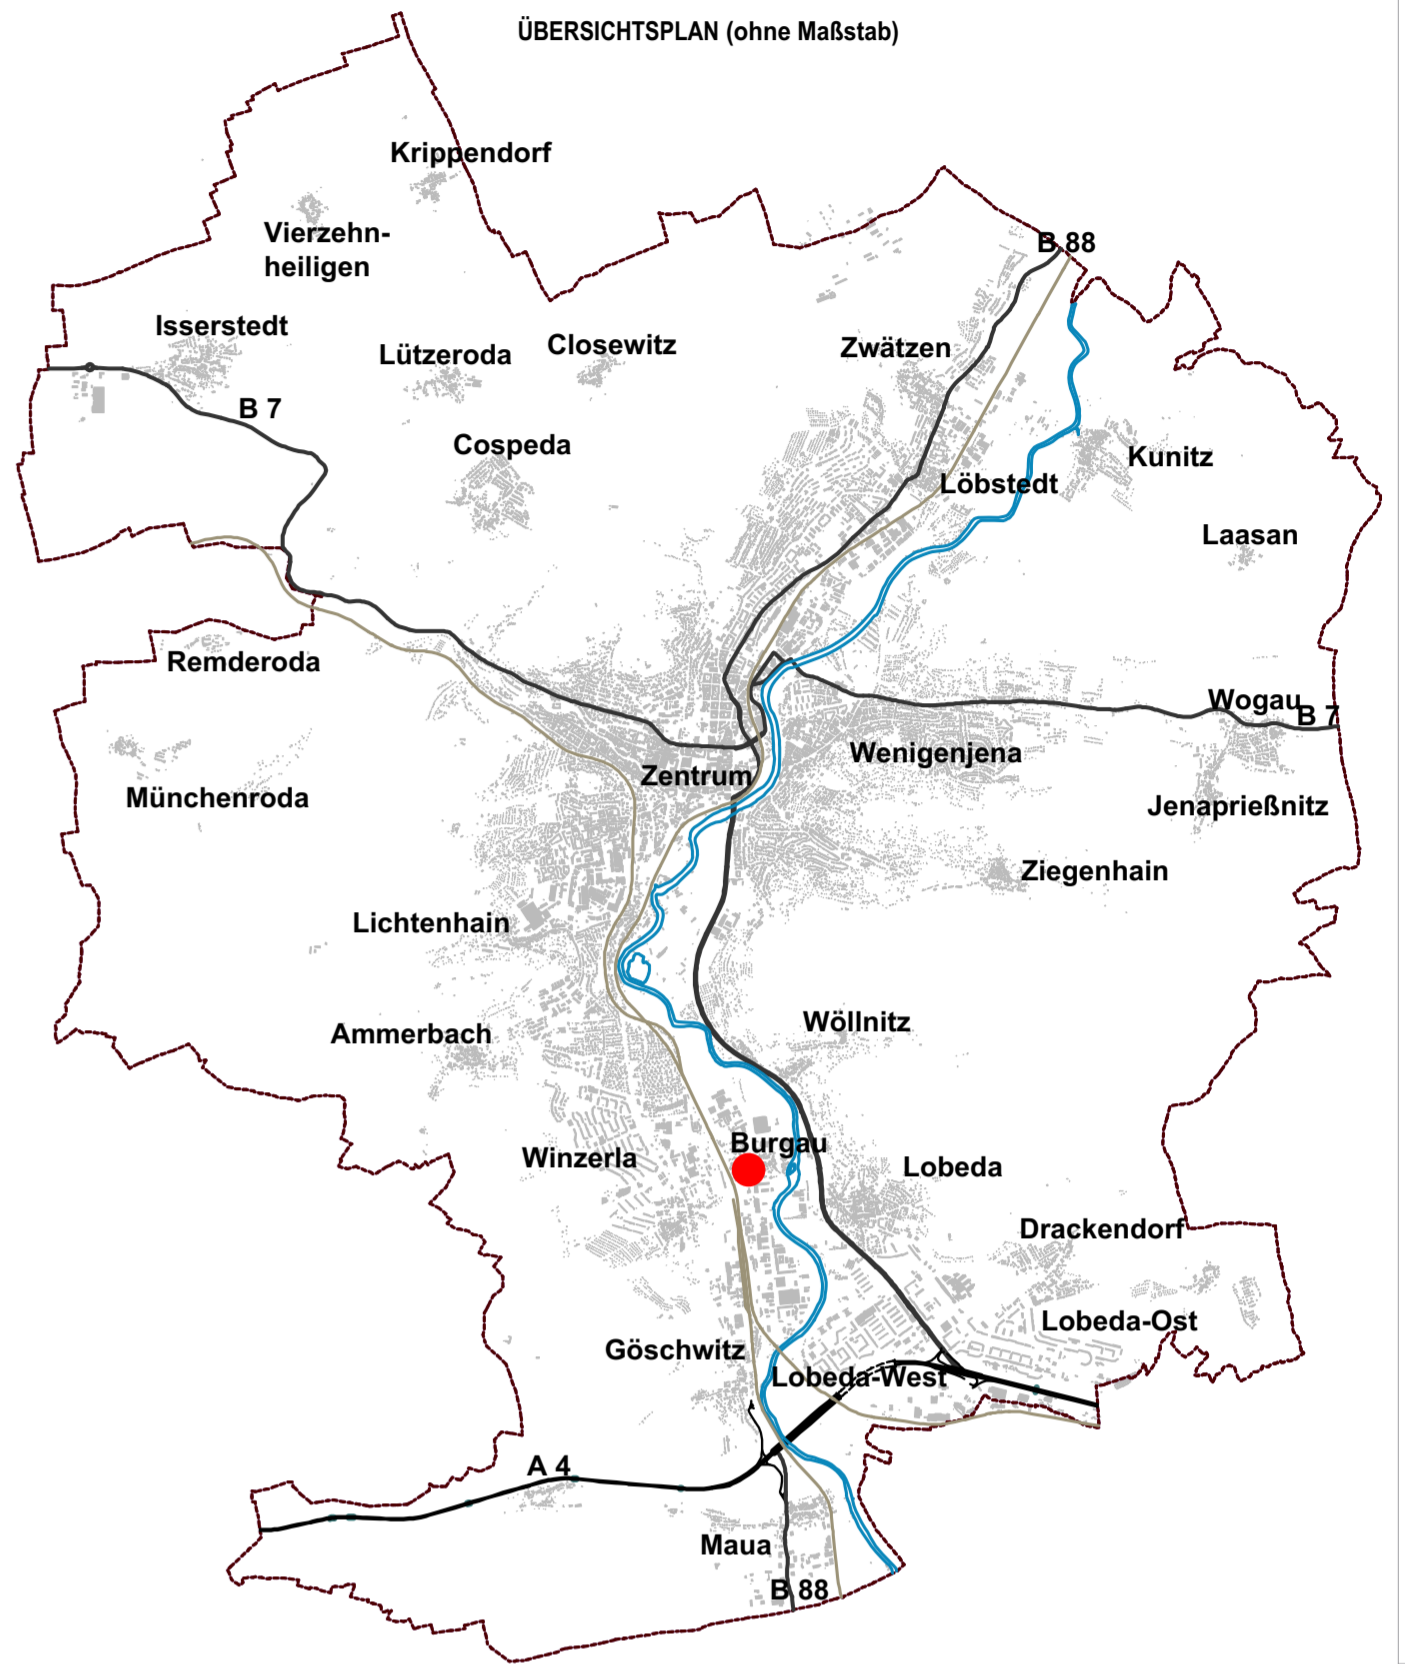 ÜBERSICHTSPLAN (ohne Maßstab)
Krippendorf
Vierzehn-
heiligen
B 88
Isserstedt
Lützeroda
Closewitz
Zwätzen
B 7
Cospeda
Kunitz
Löbstedt
Laasan
Remderoda
Wogau
B 7
Wenigenjena
Zentrum
Münchenroda
Jenaprießnitz
Ziegenhain
Lichtenhain
Wöllnitz
Ammerbach
Burgau
Winzerla
Lobeda
Drackendorf
Lobeda-Ost
Göschwitz
Lobeda-West
A 4
Maua
B 88